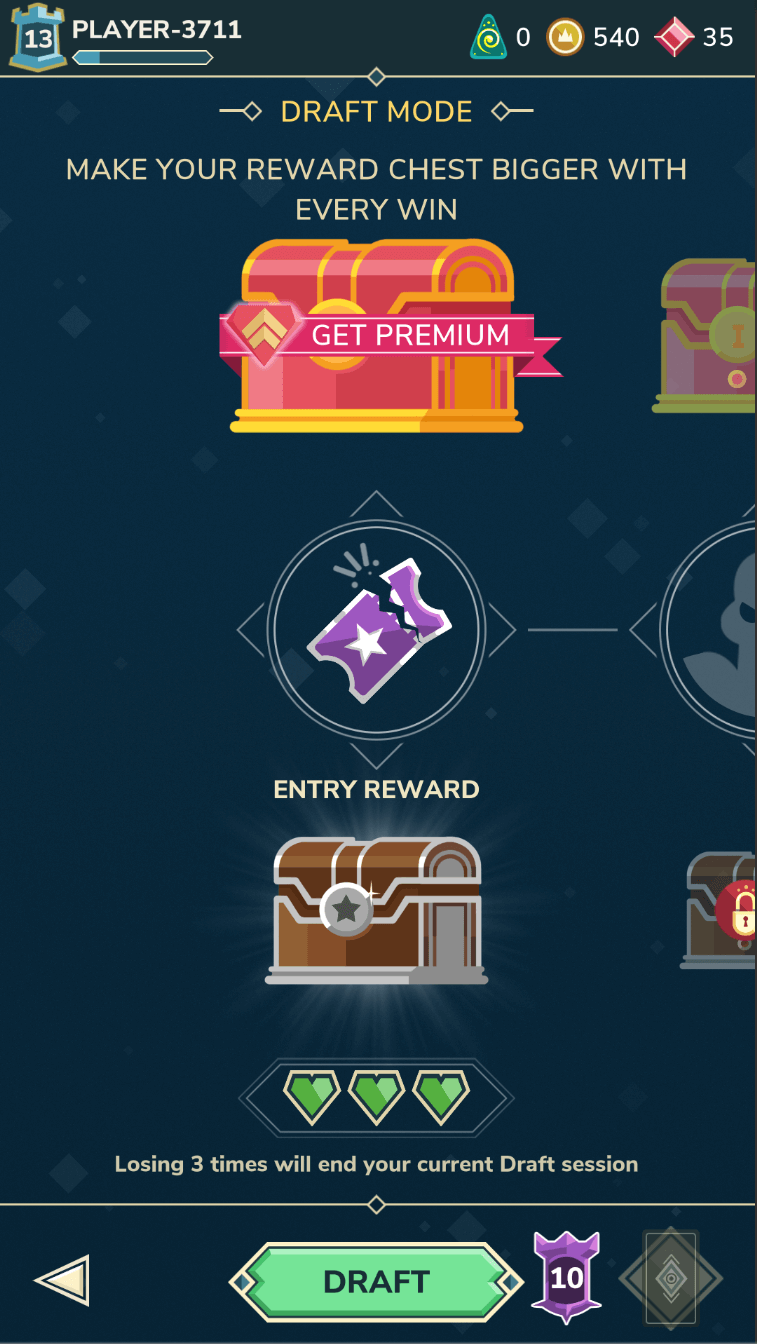 13
PLAYER-3711
0
540
35
DRAFT MODE
MAKE YOUR REWARD CHEST BIGGER WITH
EVERY WIN
GET PREMIUM
I
ENTRY REWARD
Losing 3 times will end your current Draft session
DRAFT
10